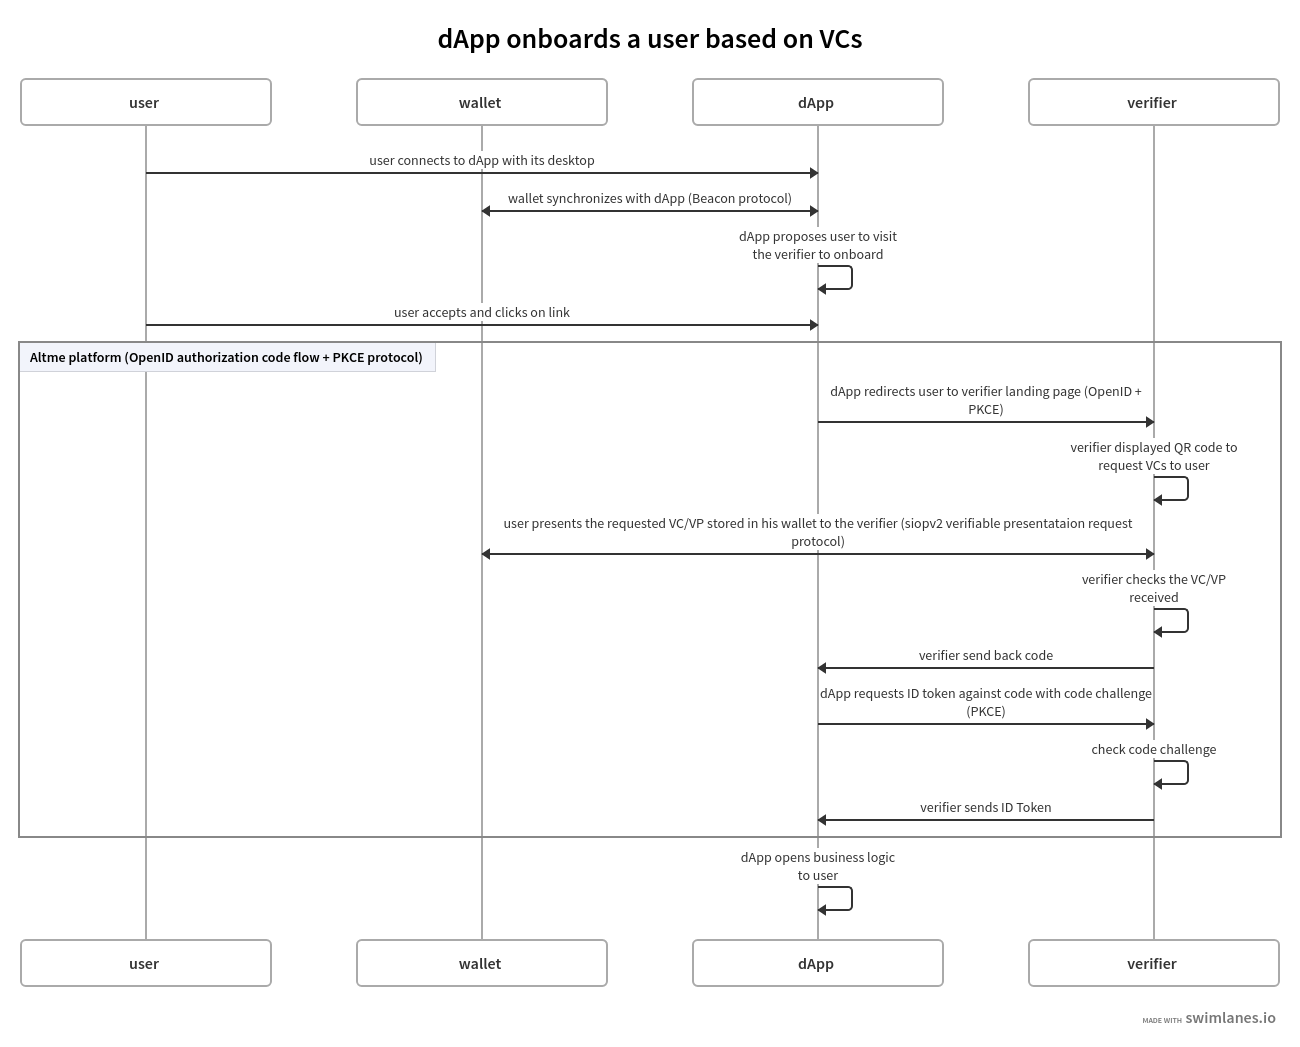 dApp onboards a user based on VCs
user
wallet
dApp
verifier
user connects to dApp with its desktop
wallet synchronizes with dApp (Beacon protocol)
dApp proposes user to visit
the verifier to onboard
user accepts and clicks on link
Altme platform (OpenID authorization code flow + PKCE protocol)
dApp redirects user to verifier landing page (OpenID +
PKCE)
verifier displayed QR code to
request VCs to user
user presents the requested VC/VP stored in his wallet to the verifier (siopv2 verifiable presentataion request
protocol)
verifier checks the VC/VP
received
verifier send back code
dApp requests ID token against code with code challenge
(PKCE)
check code challenge
verifier sends ID Token
dApp opens business logic
to user
user
wallet
dApp
verifier
MADE WITH swimlanes.io